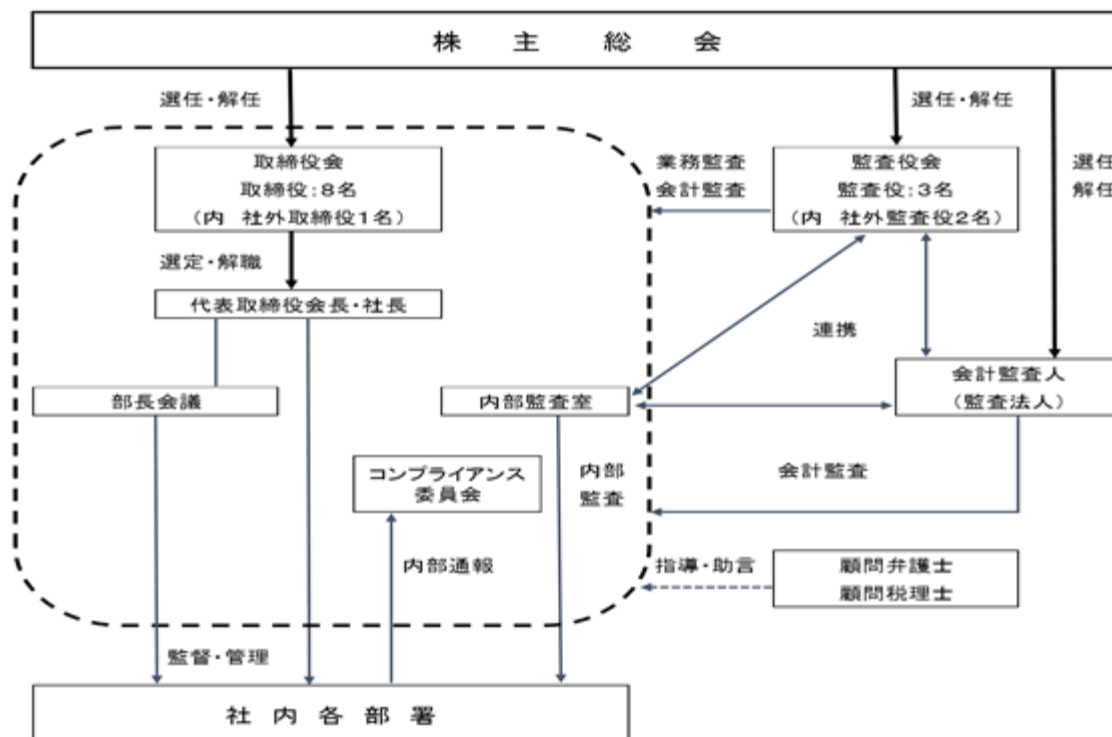 株主総会
選任・解任
選任・解任
選任
解任
取締役会
取締役:8名
(内 社外取締役1名)
業務監査
会計監査
監査役会
監査役:3名
(内 社外監査役2名)
選定・解職
代表取締役会長・社長
連携
部長会議
内部監査室
会計監査人
(監査法人)
コンプライアンス
委員会
内部
監査
会計監査
内部通報
指導・助言
顧問弁護士
顧問税理士
監督・管理
社内各部署